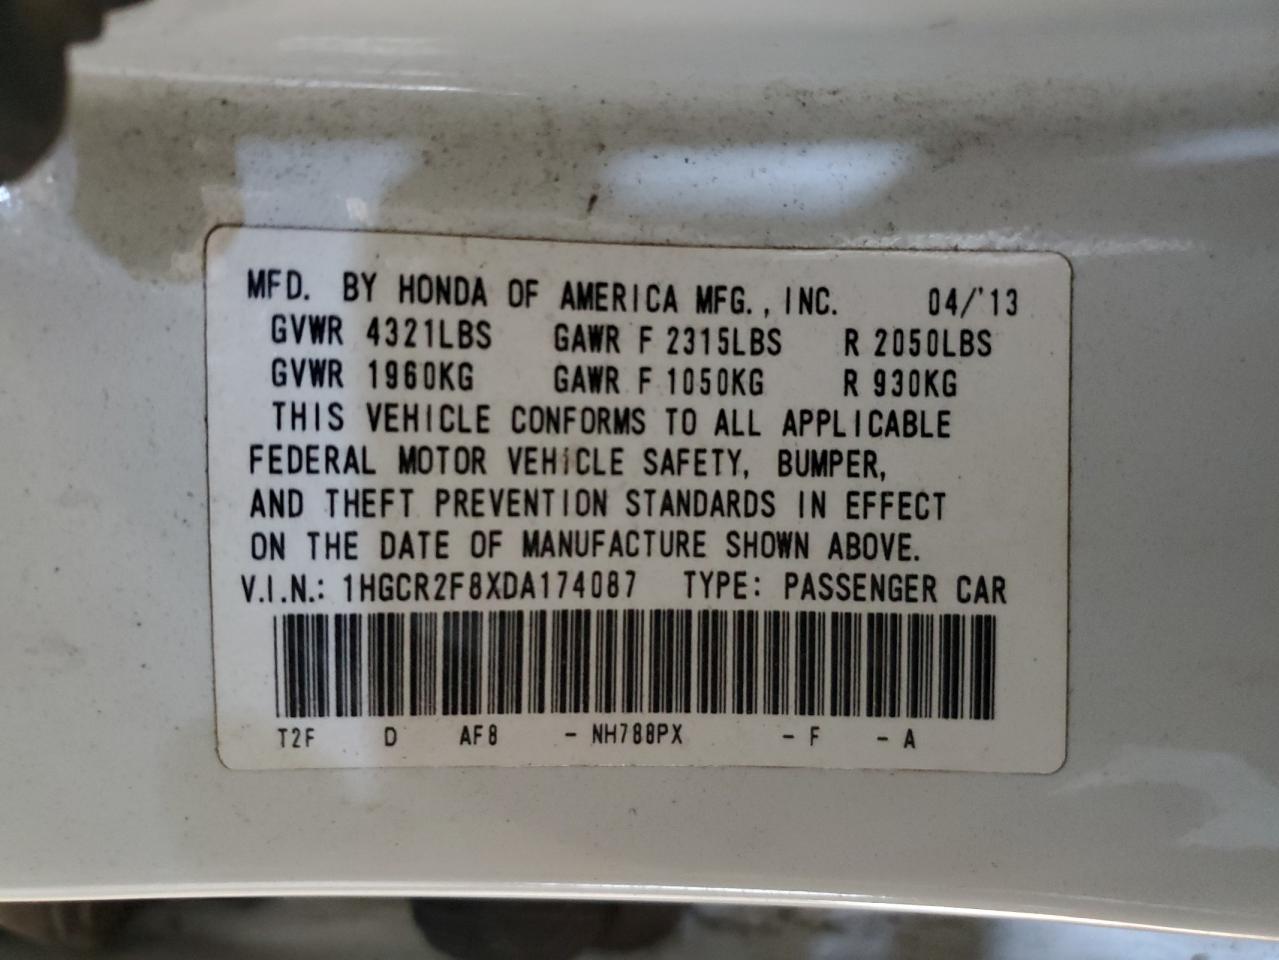 MFD. BY HONDA OF AMERICA MFG., INC. 04/'13
GVWR 4321LBS GAWR F 2315LBS R 2050LBS
GVWR 1960KG GAWR F 1050KG R 930KG
THIS VEHICLE CONFORMS TO ALL APPLICABLE
FEDERAL MOTOR VEHICLE SAFETY, BUMPER,
AND THEFT PREVENTION STANDARDS IN EFFECT
ON THE DATE OF MANUFACTURE SHOWN ABOVE.
V.I.N.: 1HGCR2F8XDA174087 TYPE: PASSENGER CAR
T2F D AF8 - NH788PX - F - A